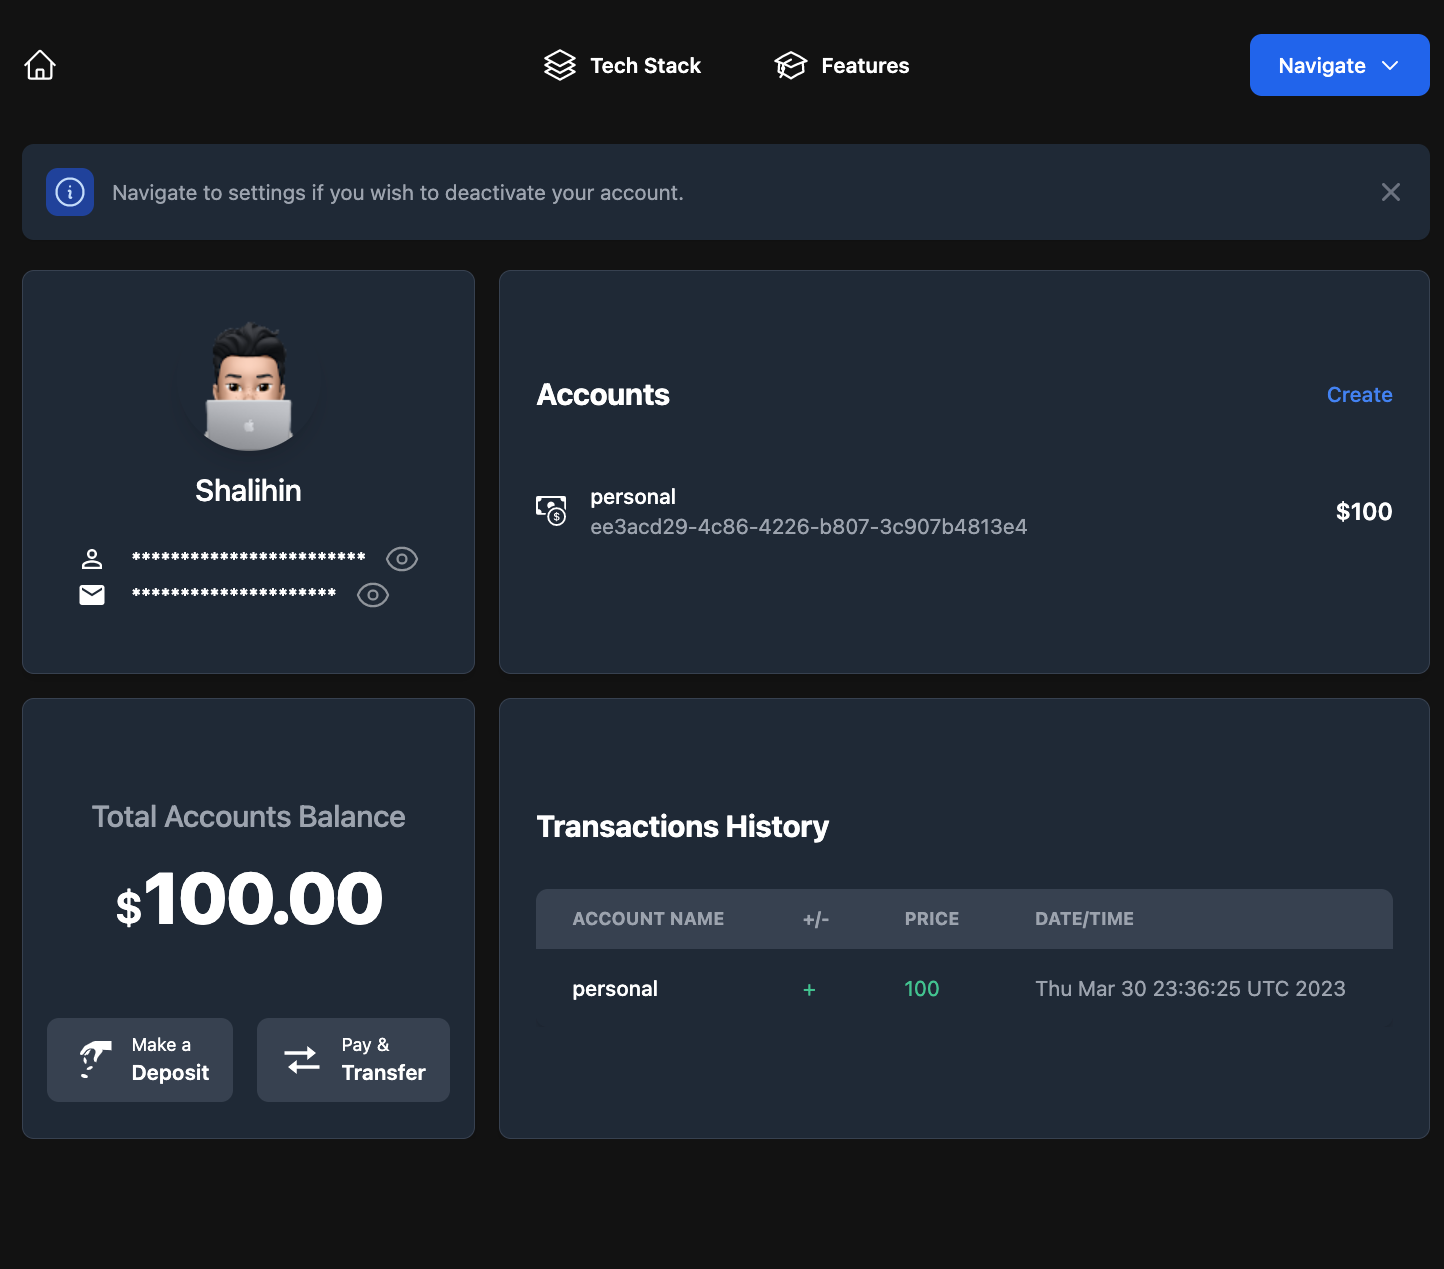 Tech Stack
Features
Navigate
Navigate to settings if you wish to deactivate your account.
Shalihin
************************
*********************
Accounts
Create
personal
ee3acd29-4c86-4226-b807-3c907b4813e4
$100
Total Accounts Balance
$100.00
Make a
Deposit
Pay &
Transfer
Transactions History
ACCOUNT NAME +/- PRICE DATE/TIME
personal + 100 Thu Mar 30 23:36:25 UTC 2023